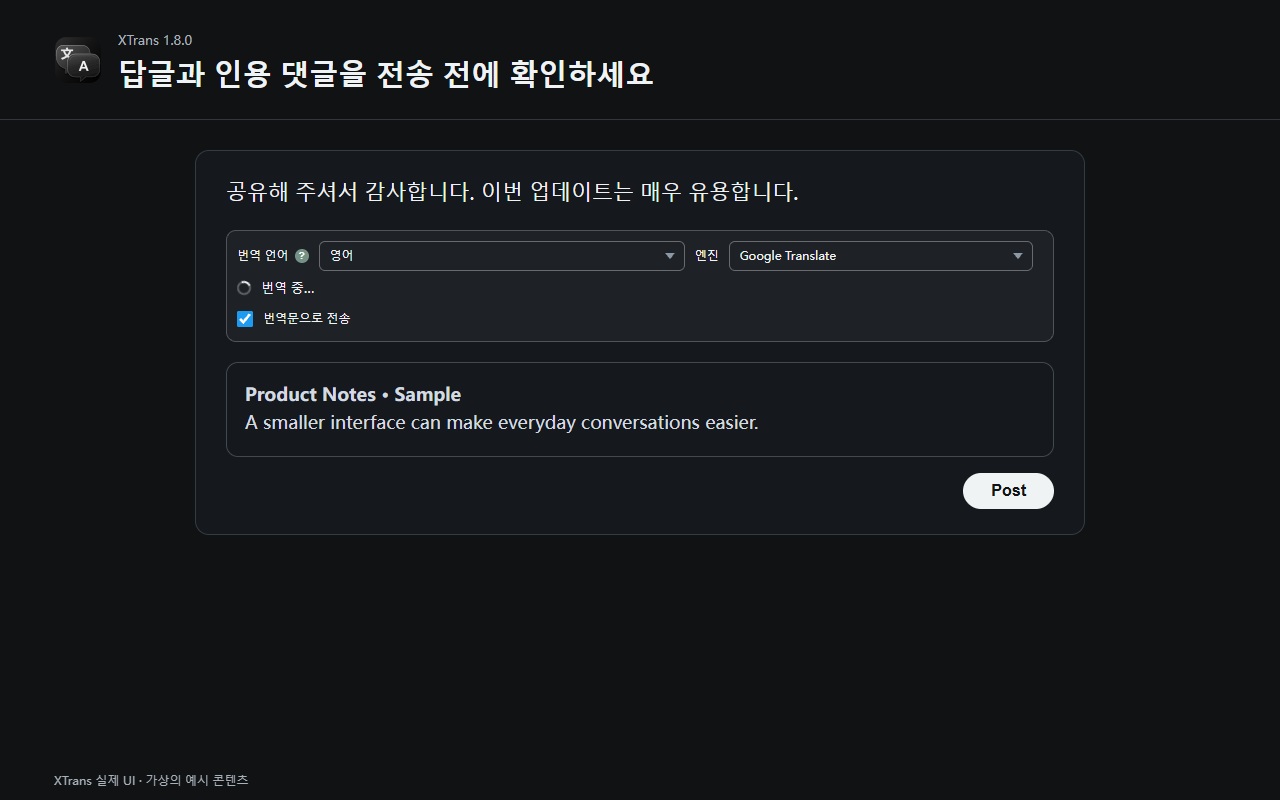 XTrans 1.8.0
답글과 인용 댓글을 전송 전에 확인하세요
文 A
공유해 주셔서 감사합니다. 이번 업데이트는 매우 유용합니다.
번역 언어 ? 영어 엔진 Google Translate
번역 중...
번역문으로 전송
Product Notes • Sample
A smaller interface can make everyday conversations easier.
Post
XTrans 실제 UI · 가상의 예시 콘텐츠